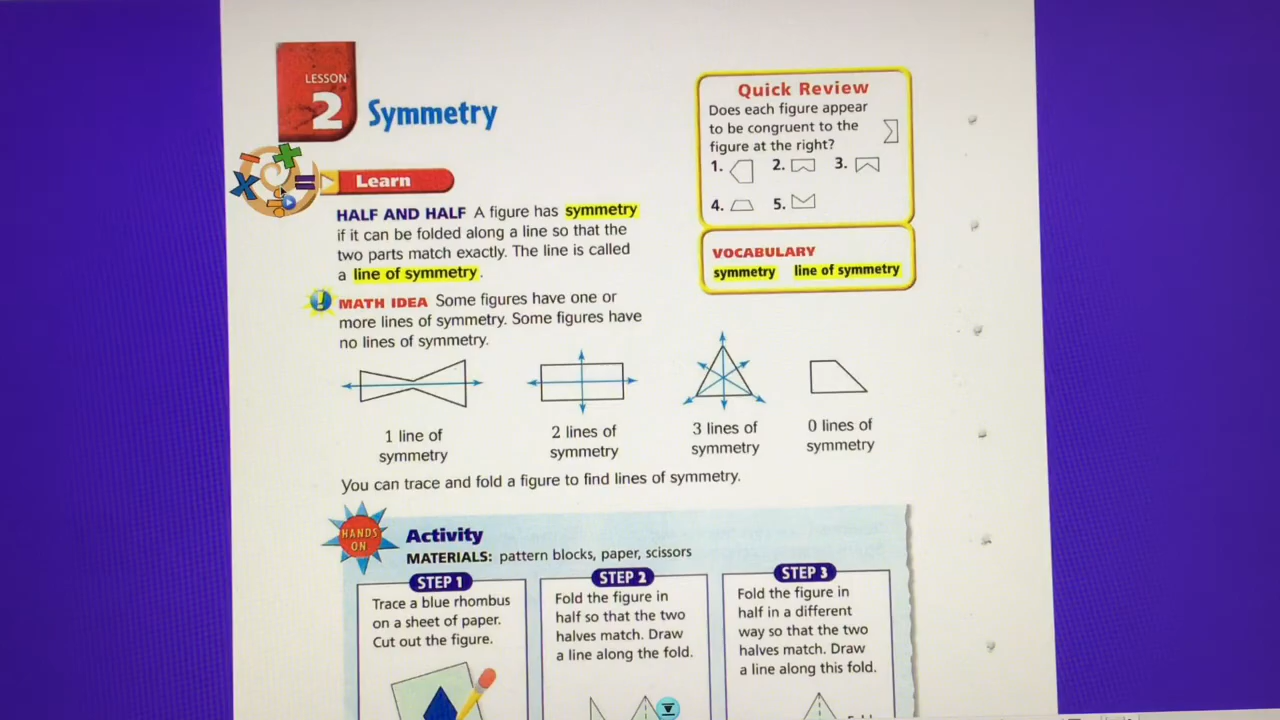 LESSON
2
Symmetry
Quick Review
Does each figure appear
to be congruent to the
figure at the right?
1. 2. 3.
4. 5.
Learn
HALF AND HALF A figure has symmetry
if it can be folded along a line so that the
two parts match exactly. The line is called
a line of symmetry.
VOCABULARY
symmetry line of symmetry
MATH IDEA Some figures have one or
more lines of symmetry. Some figures have
no lines of symmetry.
1 line of
symmetry
2 lines of
symmetry
3 lines of
symmetry
0 lines of
symmetry
You can trace and fold a figure to find lines of symmetry.
HANDS
ON
Activity
MATERIALS: pattern blocks, paper, scissors
STEP 1
Trace a blue rhombus
on a sheet of paper.
Cut out the figure.
STEP 2
Fold the figure in
half so that the two
halves match. Draw
a line along the fold.
STEP 3
Fold the figure in
half in a different
way so that the two
halves match. Draw
a line along this fold.